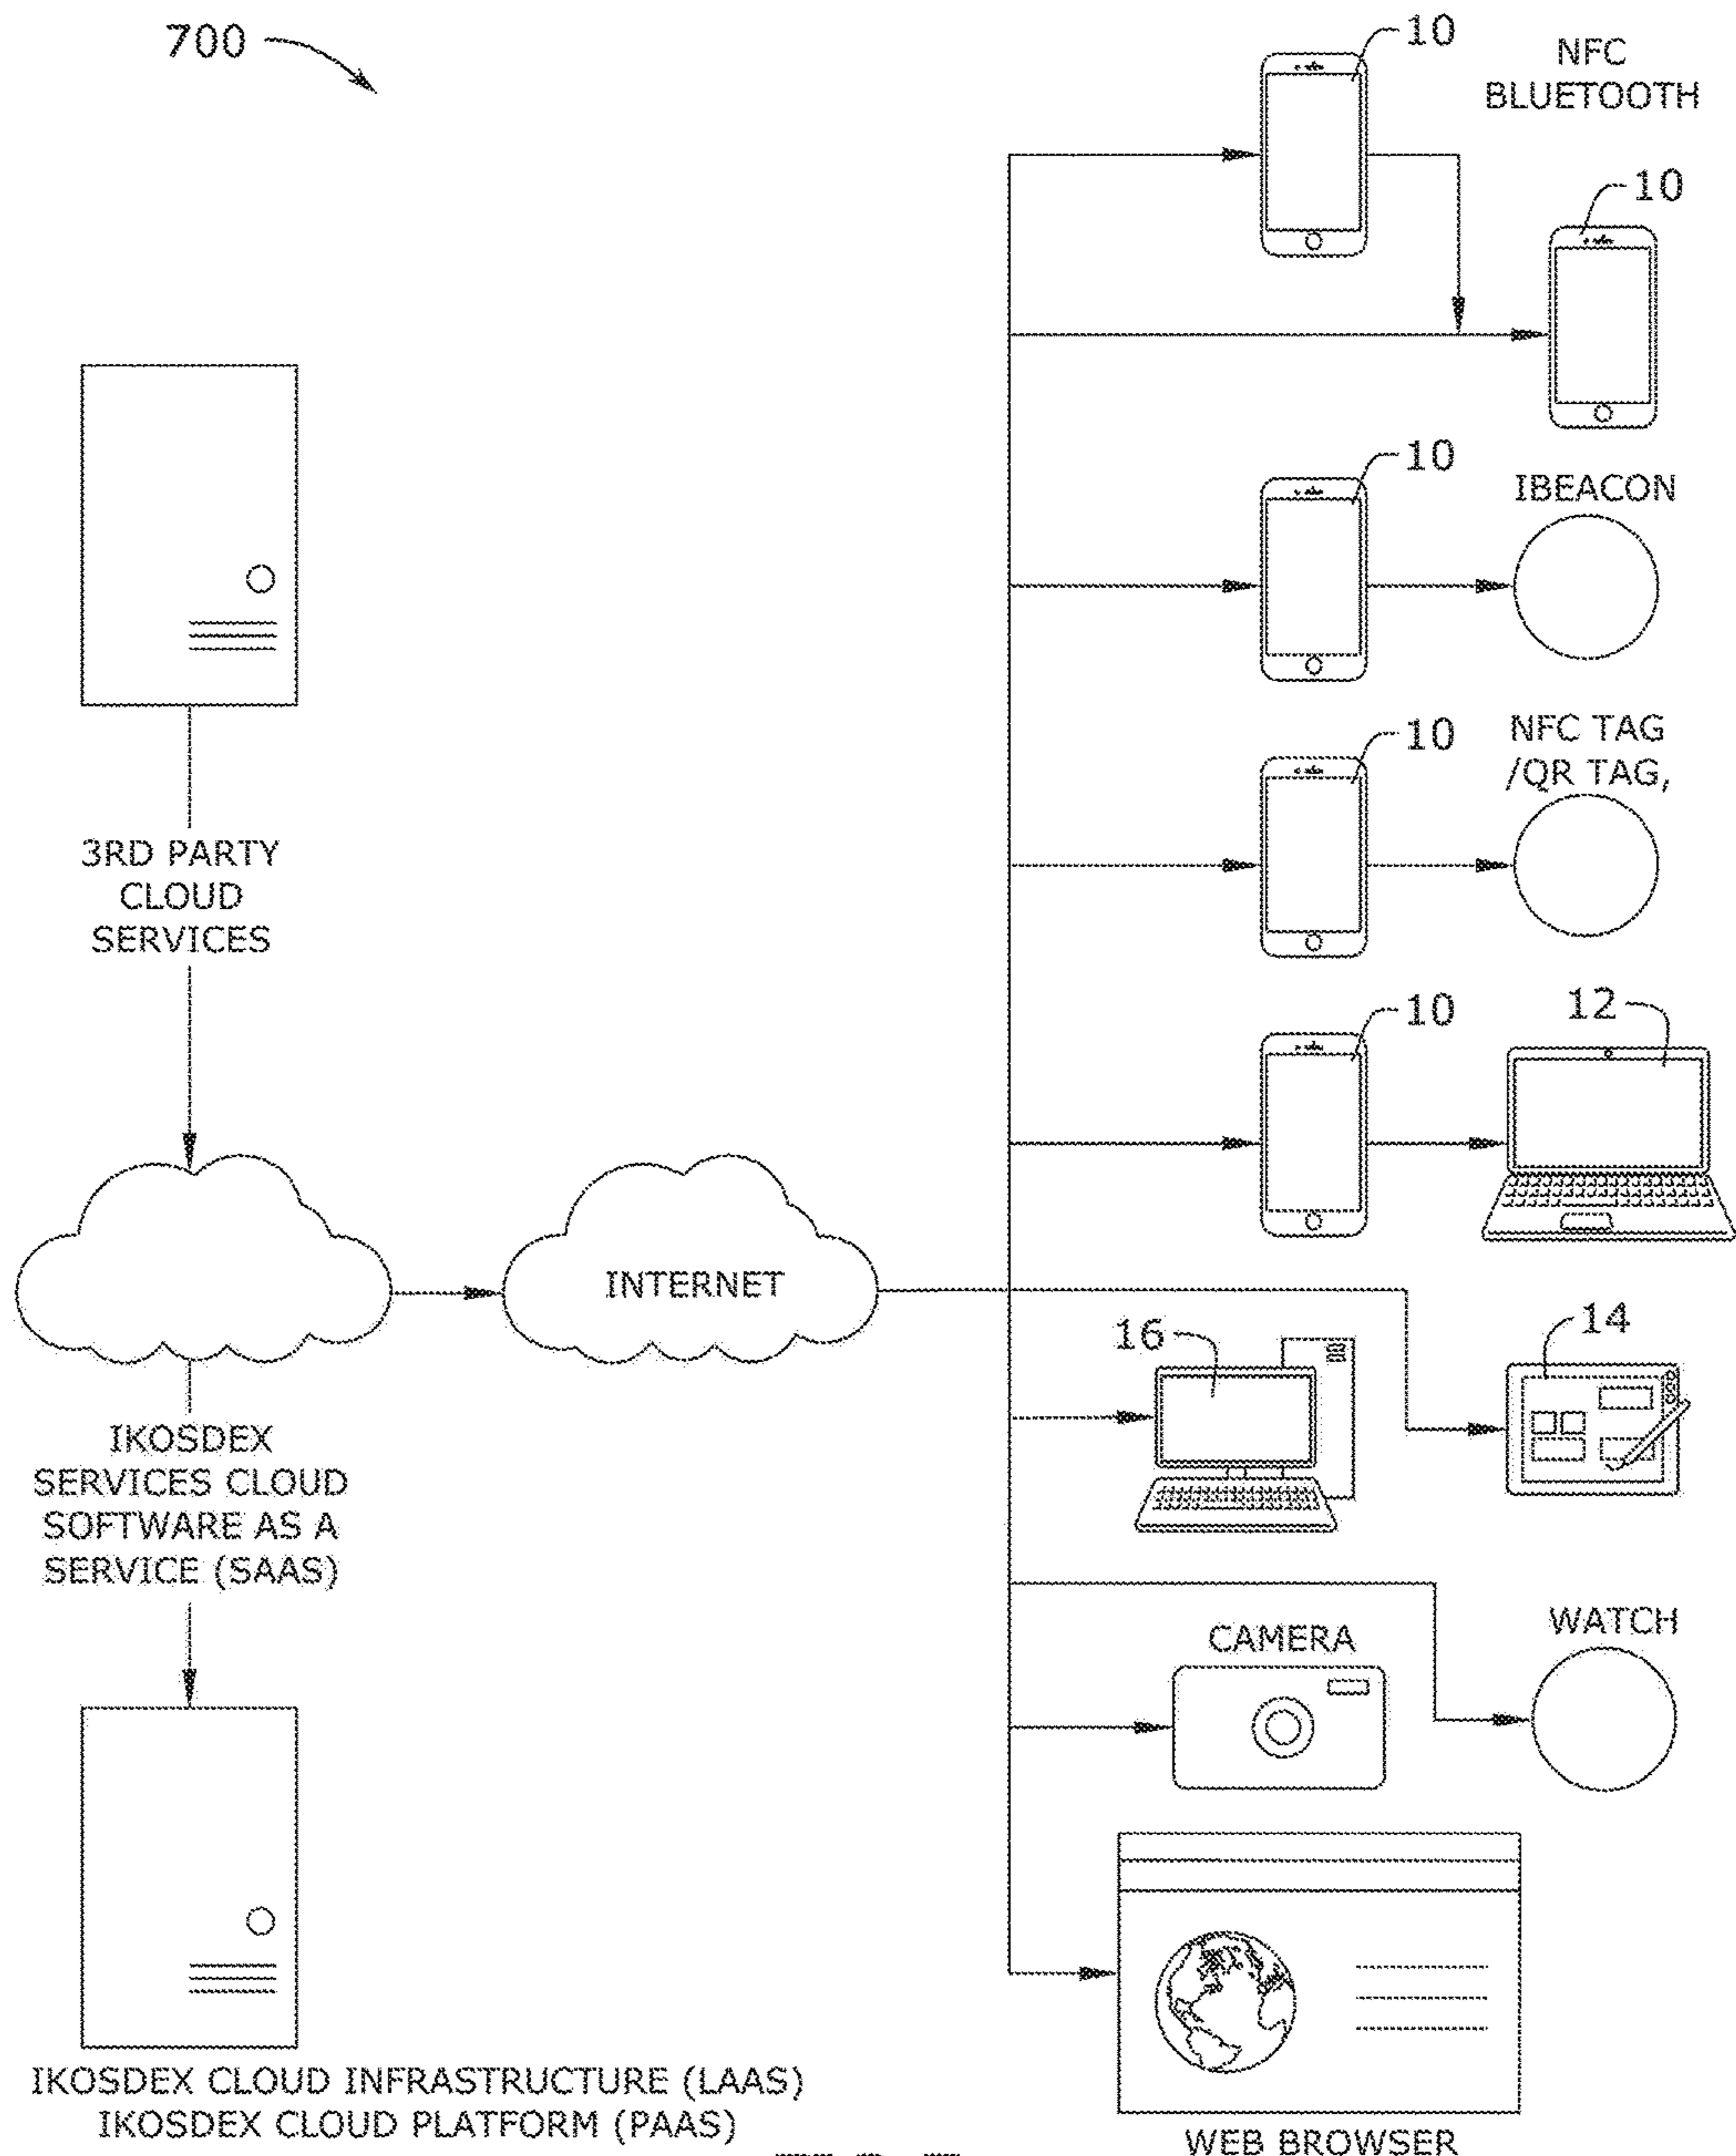 700
10
NFC
BLUETOOTH
10
10
IBEACON
10
NFC TAG
/QR TAG,
3RD PARTY
CLOUD
SERVICES
10
12
INTERNET
16
14
IKOSDEX
SERVICES CLOUD
SOFTWARE AS A
SERVICE (SAAS)
CAMERA
WATCH
IKOSDEX CLOUD INFRASTRUCTURE (LAAS)
IKOSDEX CLOUD PLATFORM (PAAS)
WEB BROWSER